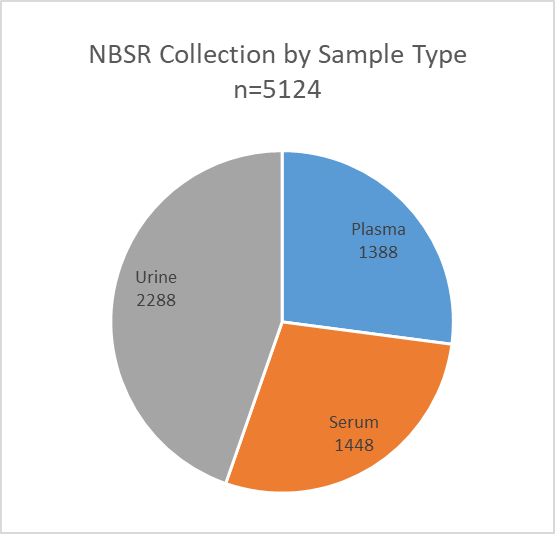 NBSR Collection by Sample Type
n=5124
Plasma
1388
Urine
2288
Serum
1448